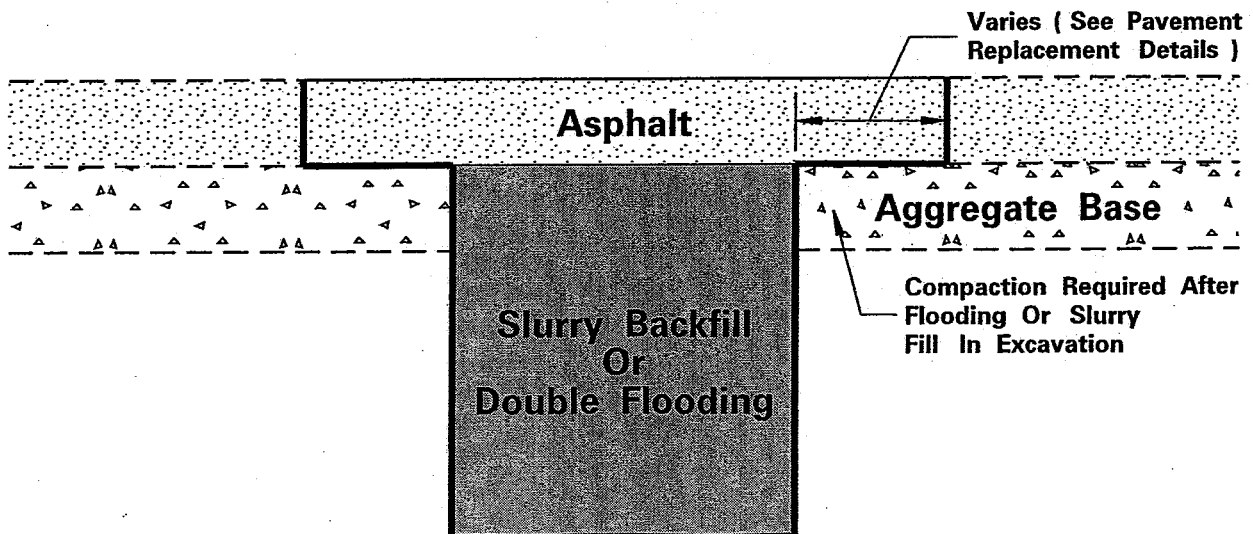 Varies ( See Pavement
Replacement Details )
Asphalt
Aggregate Base
Compaction Required After
Flooding Or Slurry
Fill In Excavation
Slurry Backfill
Or
Double Flooding